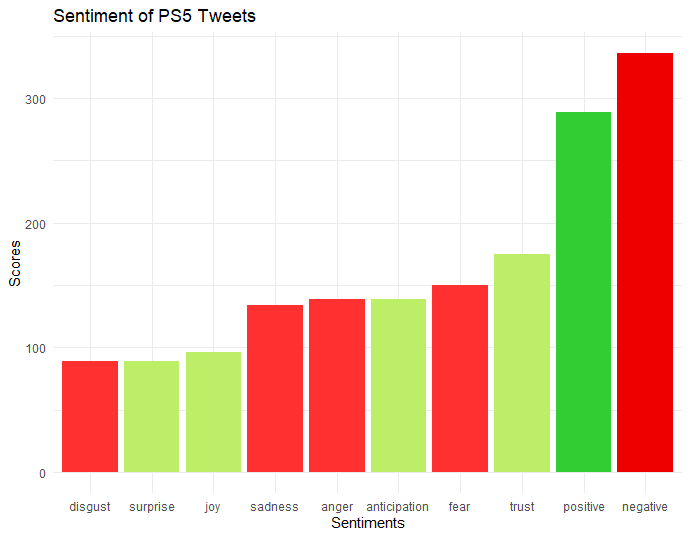 Sentiment of PS5 Tweets
Scores
300
200
100
0
disgust surprise joy sadness anger anticipation fear trust positive negative
Sentiments